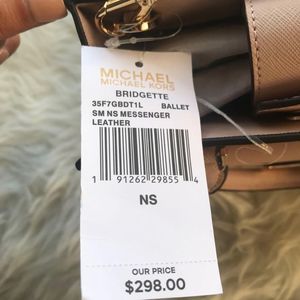 MICHAEL
MICHAEL KORS
BRIDGETTE
35F7GBDT1L BALLET
SM NS MESSENGER
LEATHER
1 91262 29855 4
NS
OUR PRICE
$298.00